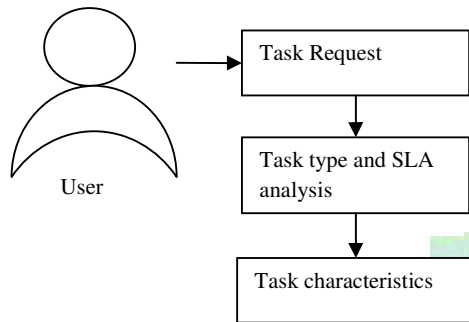 Task Request
Task type and SLA
analysis
User
Task characteristics